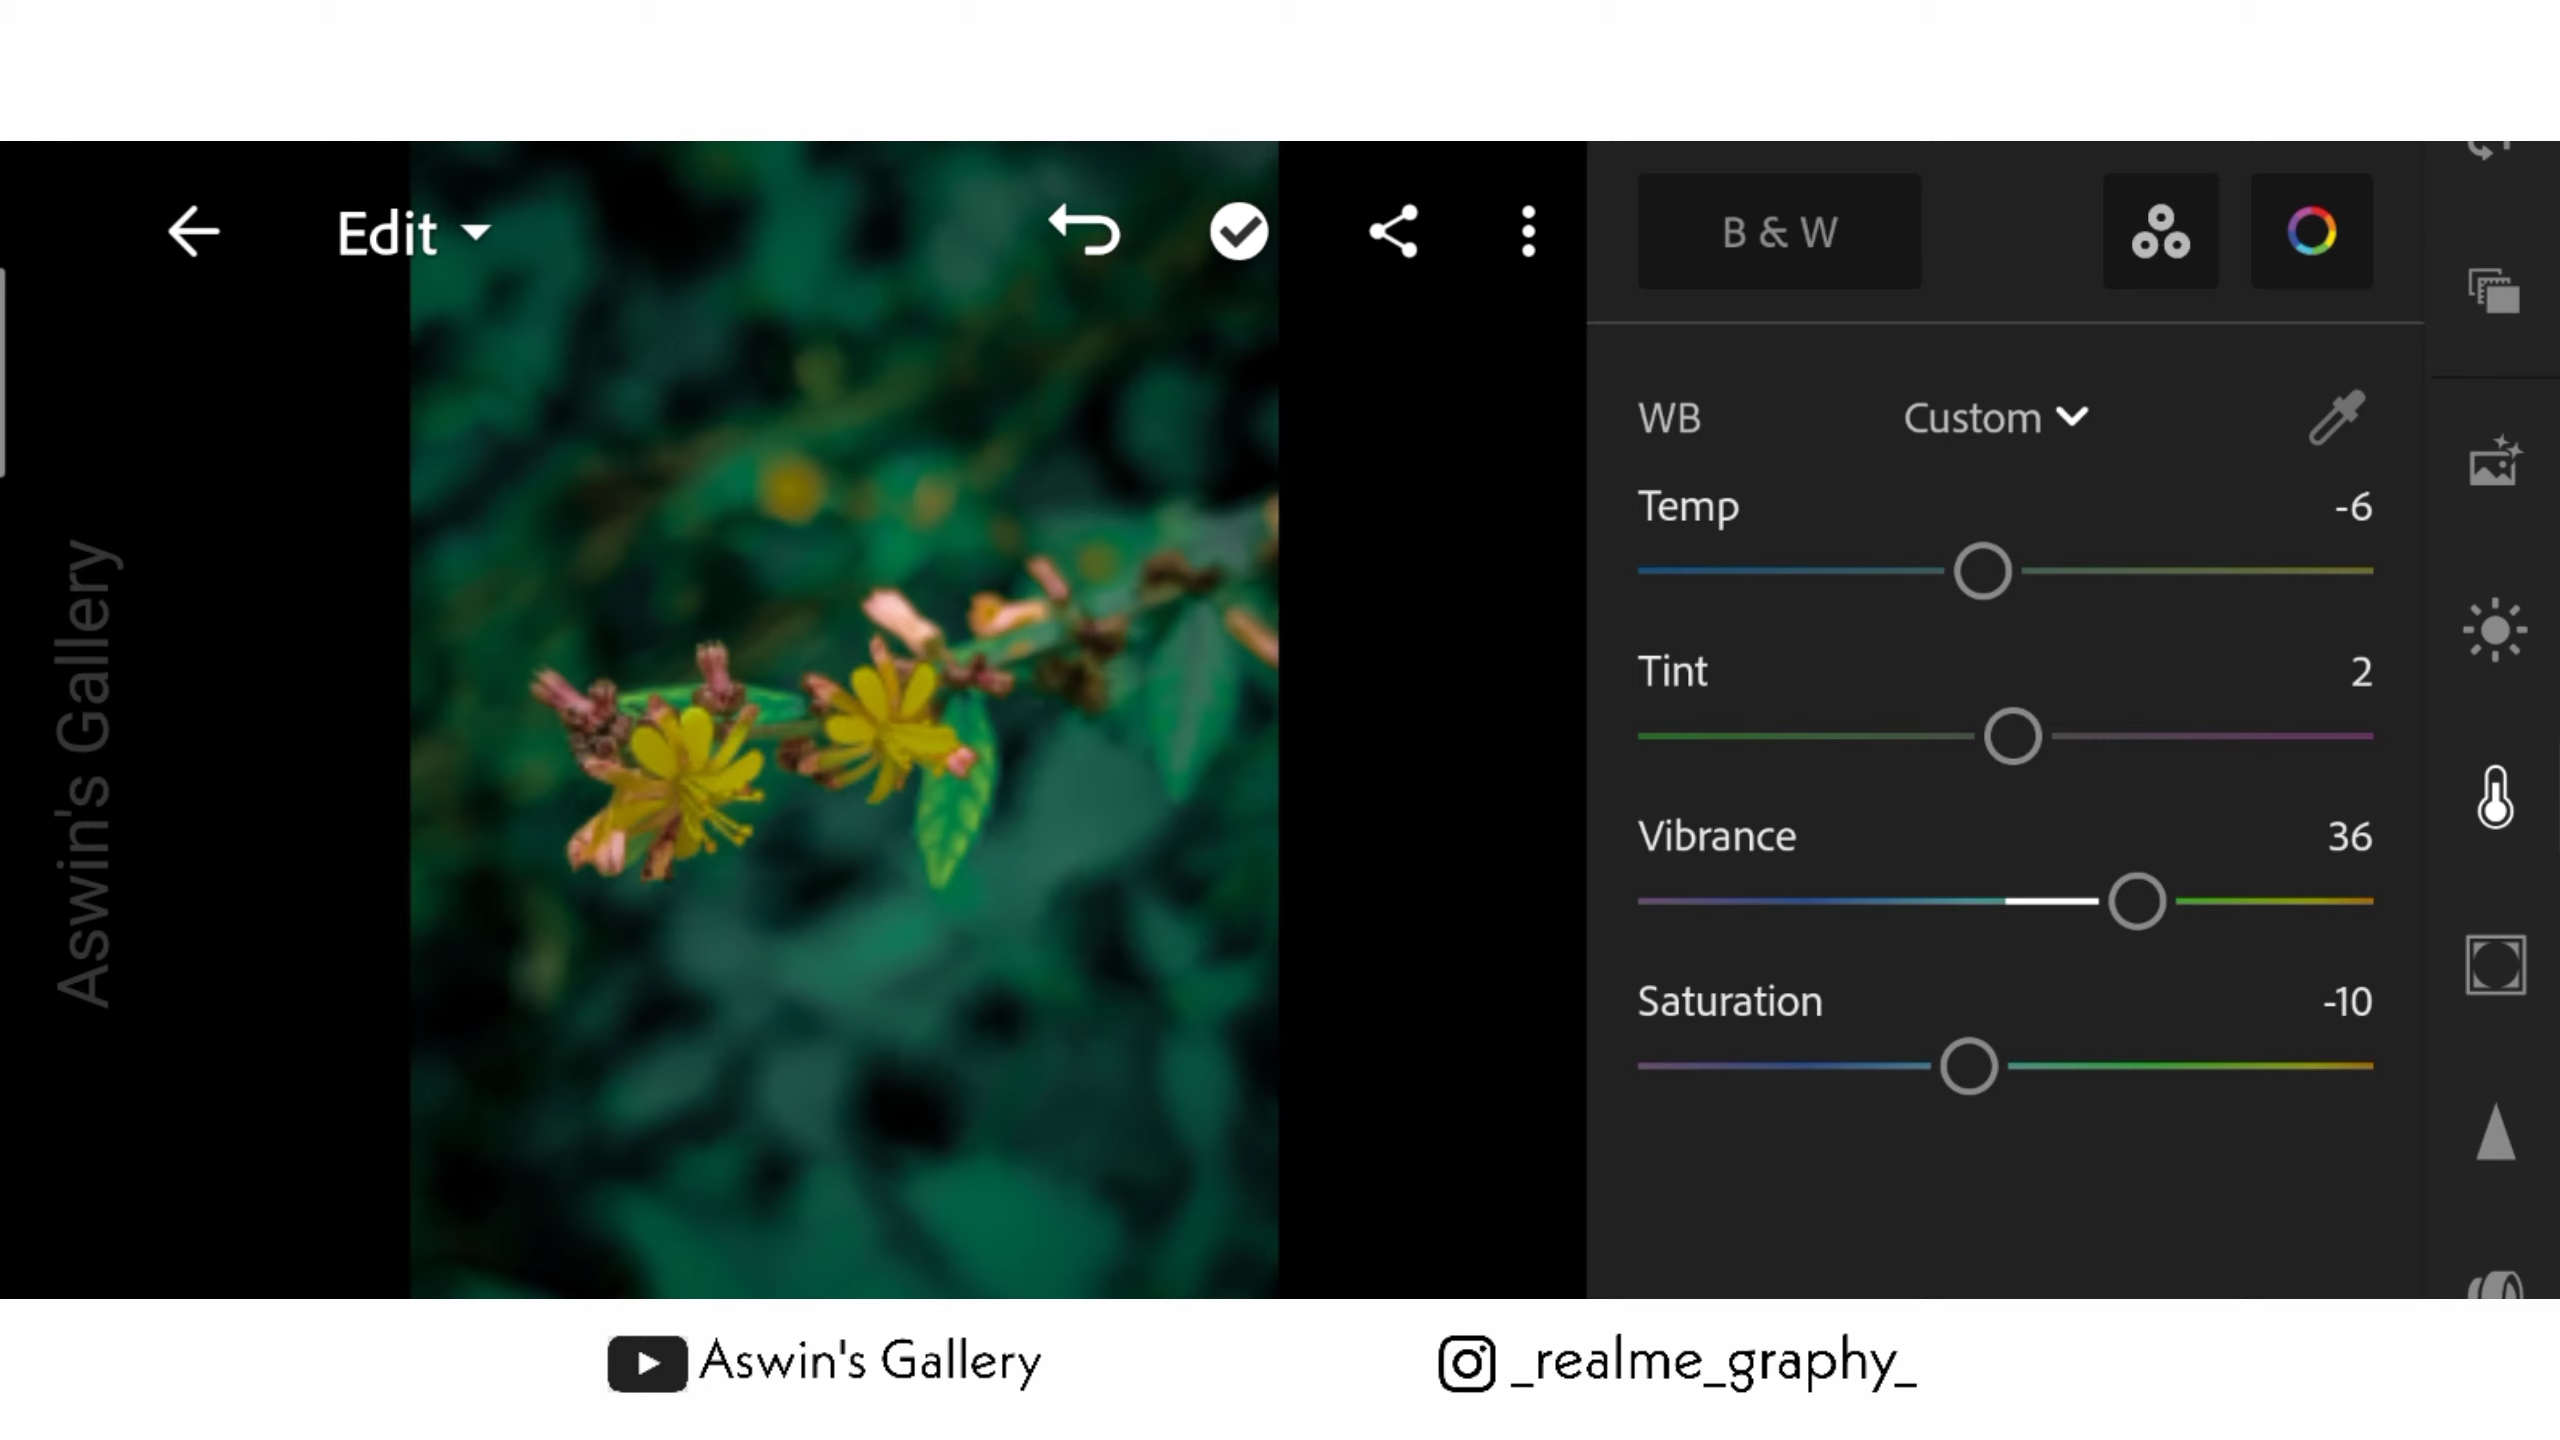 Edit
B & W
WB Custom
Temp -6
Tint 2
Vibrance 36
Saturation -10
Aswin's Gallery
Aswin's Gallery
_realme_graphy_